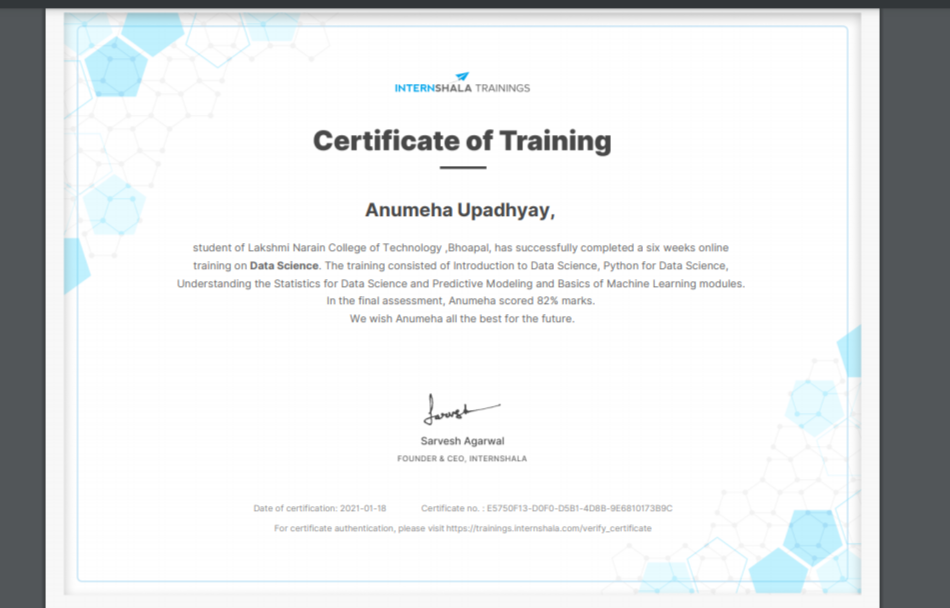 INTERNSHALA TRAININGS
Certificate of Training
Anumeha Upadhyay,
student of Lakshmi Narain College of Technology ,Bhoapal, has successfully completed a six weeks online
training on Data Science. The training consisted of Introduction to Data Science, Python for Data Science,
Understanding the Statistics for Data Science and Predictive Modeling and Basics of Machine Learning modules.
In the final assessment, Anumeha scored 82% marks.
We wish Anumeha all the best for the future.
Sarvesh
Sarvesh Agarwal
FOUNDER & CEO, INTERNSHALA
Date of certification: 2021-01-18 Certificate no. : E5750F13-D0F0-D5B1-4D8B-9E6810173B9C
For certificate authentication, please visit https://trainings.internshala.com/verify_certificate